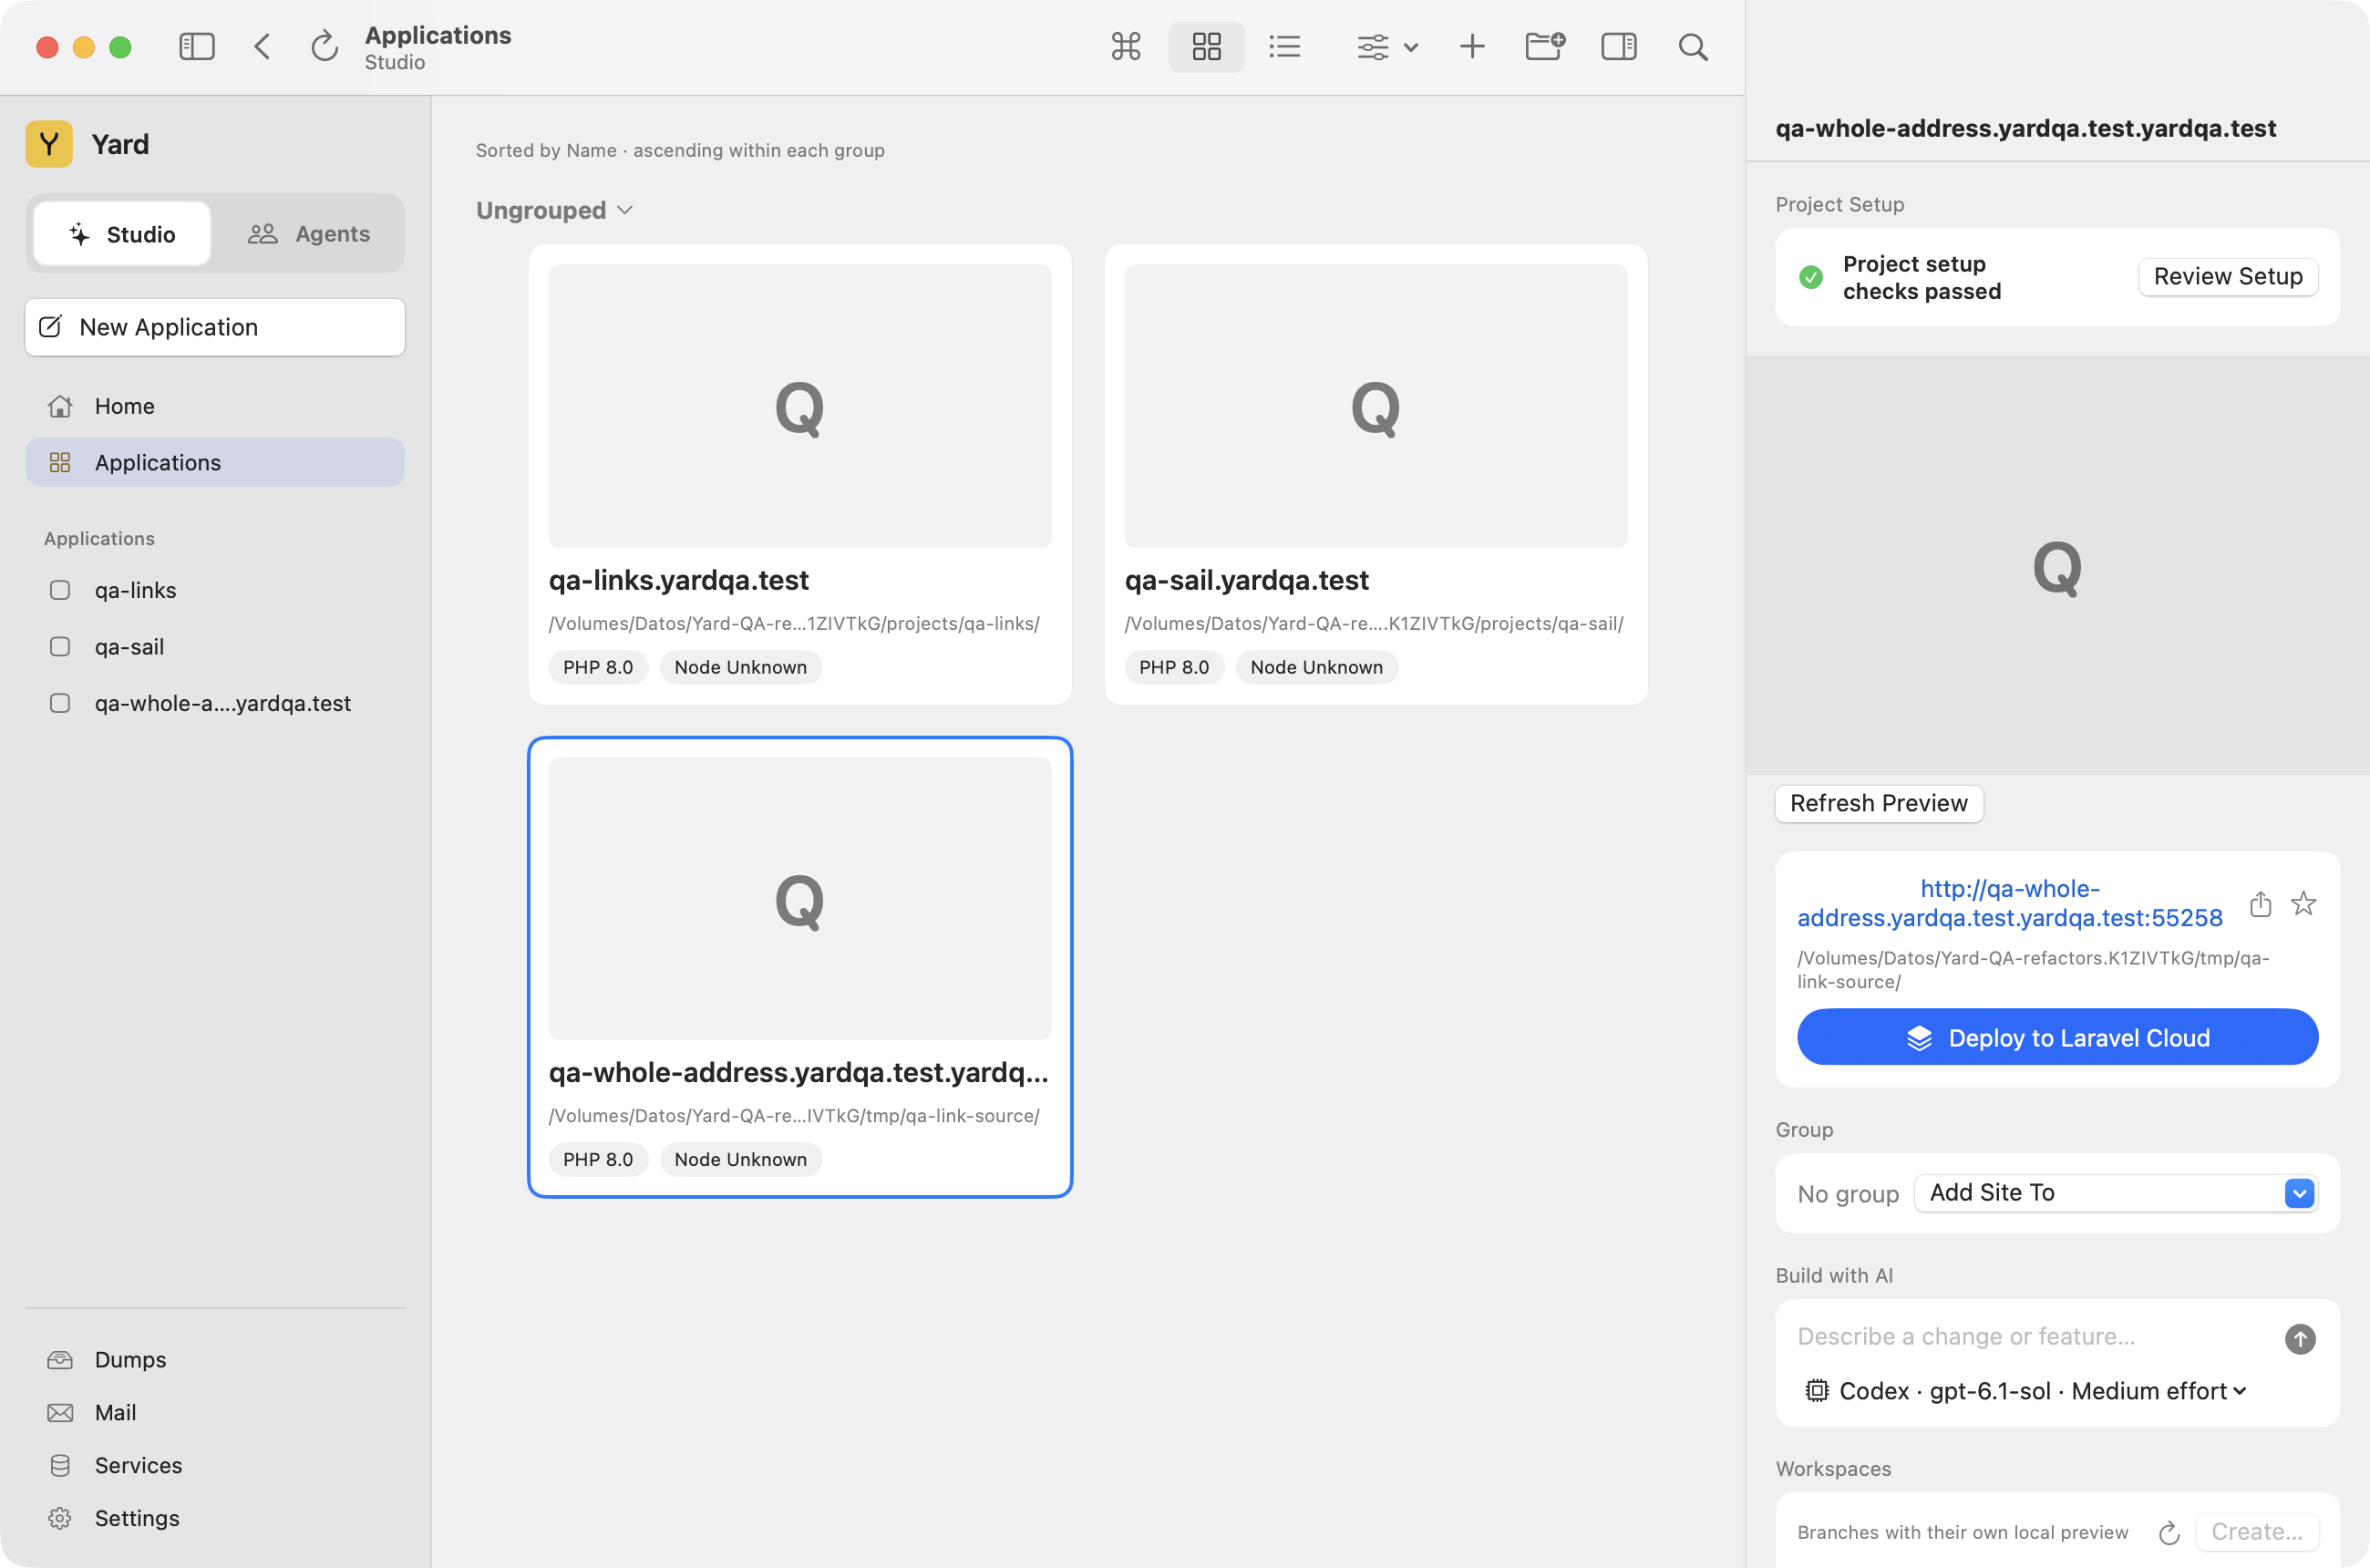 Applications
Studio
Yard
Studio
Agents
New Application
Home
Applications
Applications
qa-links
qa-sail
qa-whole-a....yardqa.test
Dumps
Mail
Services
Settings
Sorted by Name · ascending within each group
Ungrouped
Q
qa-links.yardqa.test
/Volumes/Datos/Yard-QA-re...1ZIVTkG/projects/qa-links/
PHP 8.0
Node Unknown
Q
qa-sail.yardqa.test
/Volumes/Datos/Yard-QA-re....K1ZIVTkG/projects/qa-sail/
PHP 8.0
Node Unknown
Q
qa-whole-address.yardqa.test.yardq...
/Volumes/Datos/Yard-QA-re...IVTkG/tmp/qa-link-source/
PHP 8.0
Node Unknown
qa-whole-address.yardqa.test.yardqa.test
Project Setup
Project setup
checks passed
Review Setup
Q
Refresh Preview
http://qa-whole-
address.yardqa.test.yardqa.test:55258
/Volumes/Datos/Yard-QA-refactors.K1ZIVTkG/tmp/qa-
link-source/
Deploy to Laravel Cloud
Group
No group
Add Site To
Build with AI
Describe a change or feature...
Codex · gpt-6.1-sol · Medium effort
Workspaces
Branches with their own local preview
Create...